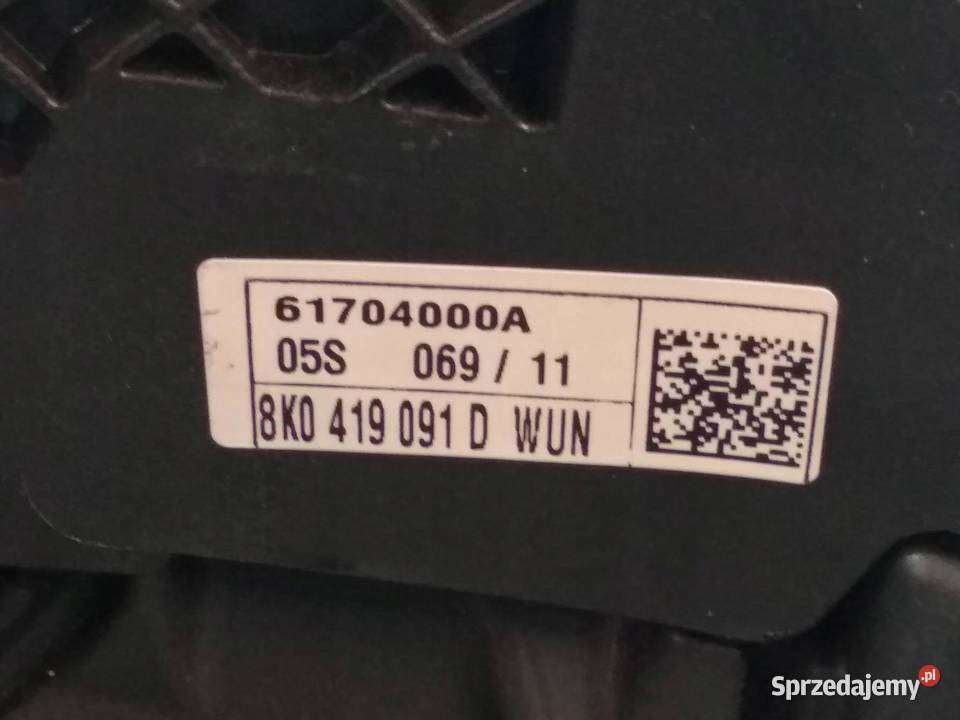 61704000A
05S 069 / 11
8K0 419 091 D WUN
Sprzedajemy.pl